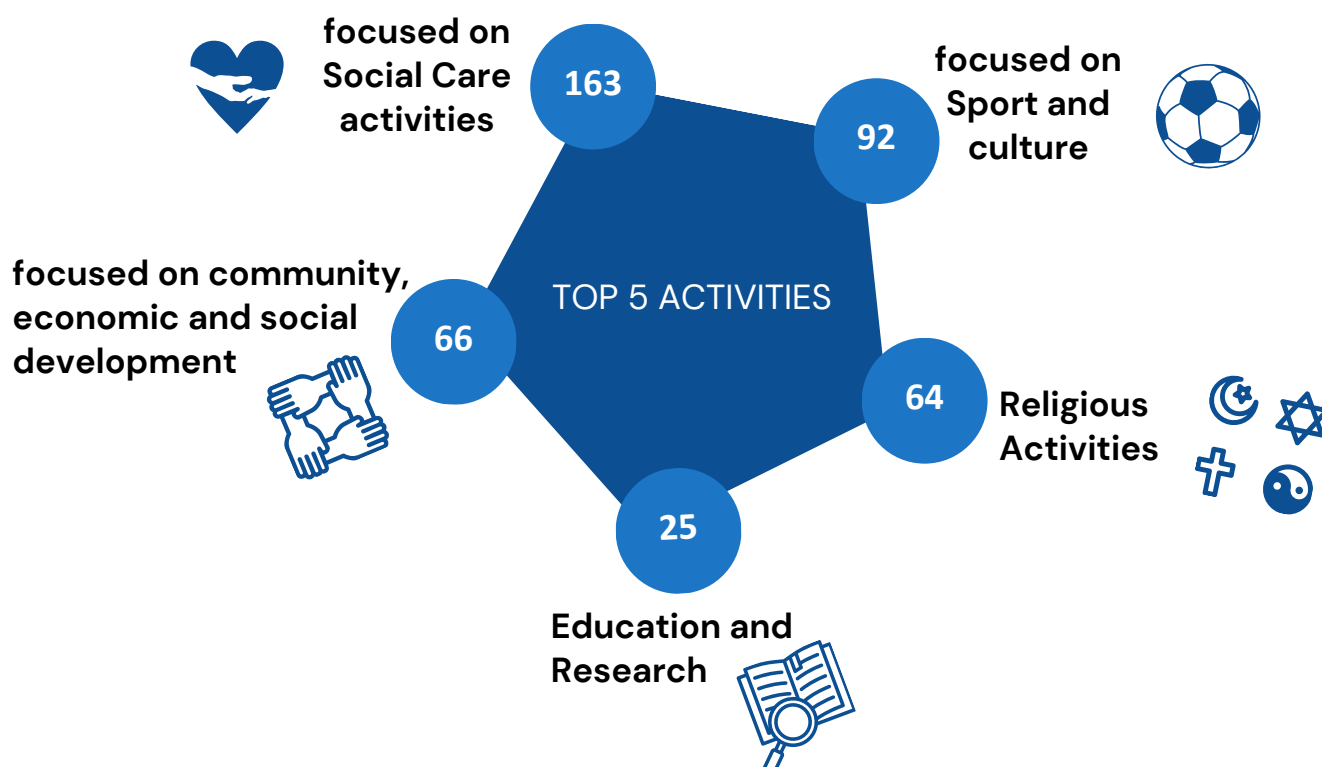 focused on
Social Care
activities
163
focused on
Sport and
culture
92
focused on community,
economic and social
development
66
TOP 5 ACTIVITIES
64
Religious
Activities
25
Education and
Research